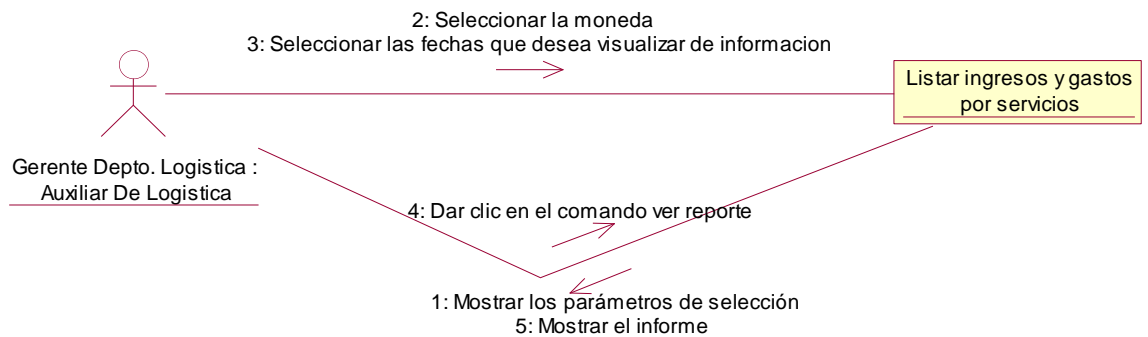 2: Seleccionar la moneda
3: Seleccionar las fechas que desea visualizar de informacion
Listar ingresos y gastos
por servicios
Gerente Depto. Logistica :
Auxiliar De Logistica
4: Dar clic en el comando ver reporte
1: Mostrar los parámetros de selección
5: Mostrar el informe